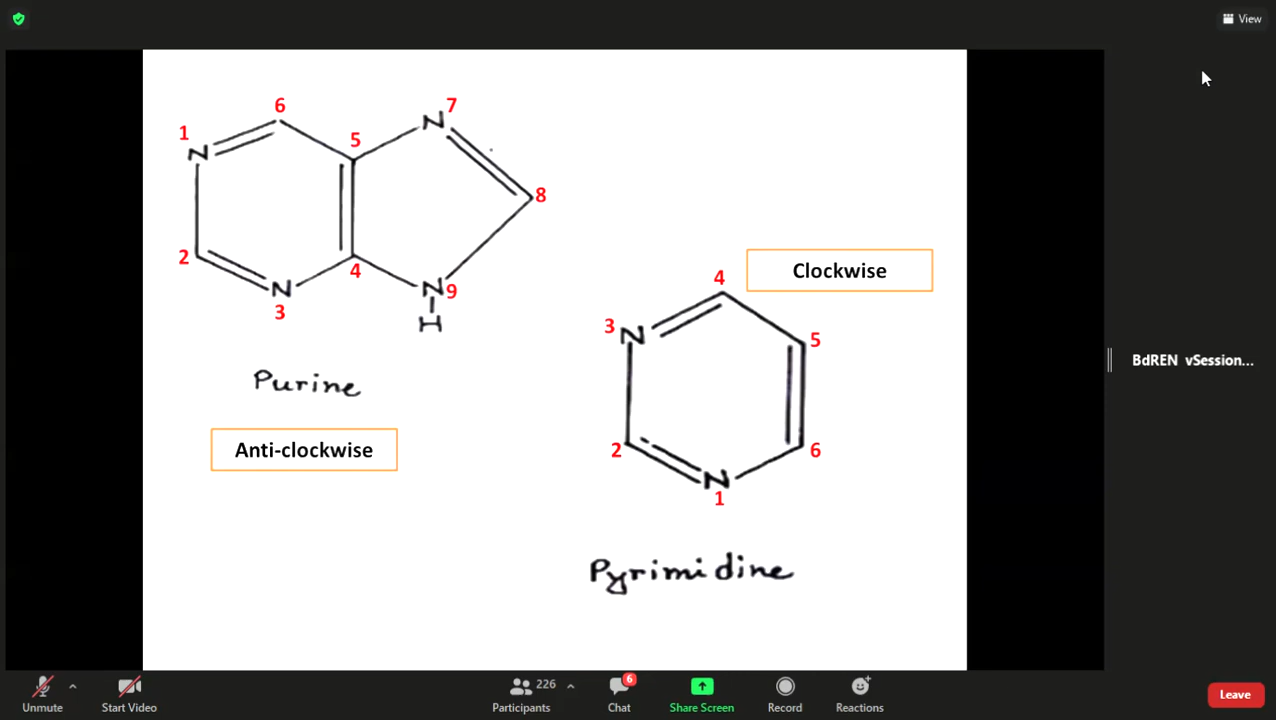 View
6
7
1
N
N
5
8
2
4
N
N
9
3
H
Purine
Anti-clockwise
Clockwise
4
3
N
5
2
6
N
1
Pyrimidine
BdREN vSession...
6
226
Unmute
Start Video
Participants
Chat
Share Screen
Record
Reactions
Leave